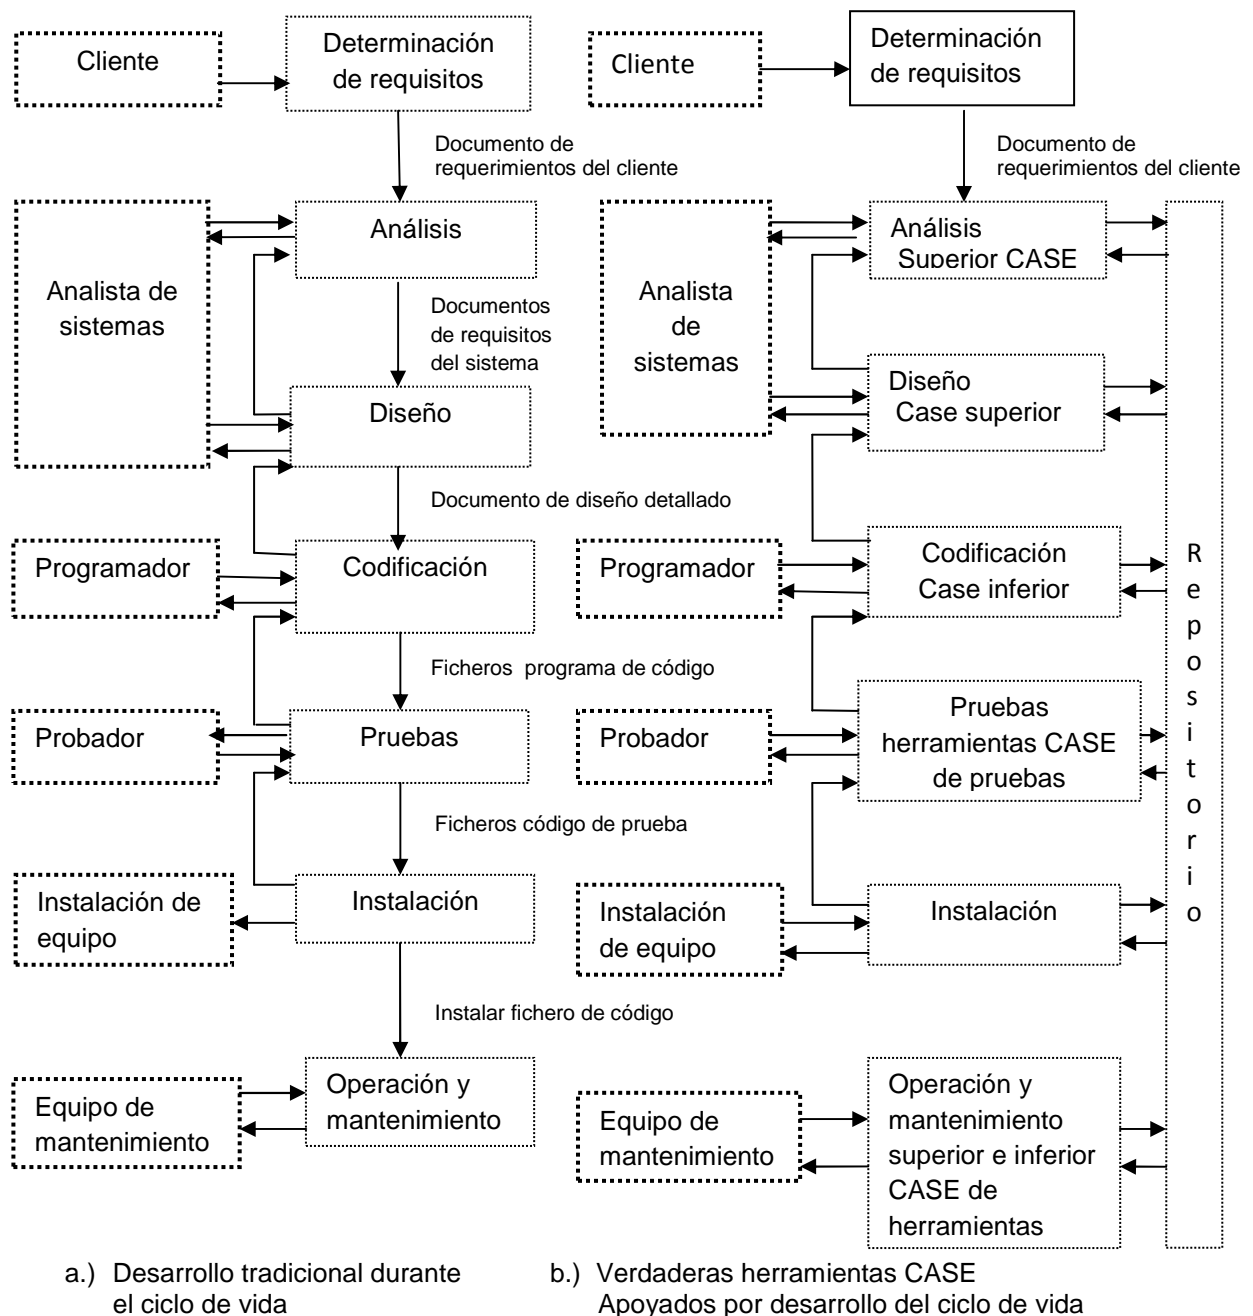 Cliente
Determinación
de requisitos
Documento de
requerimientos del cliente
Análisis
Analista de
sistemas
Documentos
de requisitos
del sistema
Diseño
Documento de diseño detallado
Programador
Codificación
Ficheros programa de código
Probador
Pruebas
Ficheros código de prueba
Instalación de
equipo
Instalación
Instalar fichero de código
Equipo de
mantenimiento
Operación y
mantenimiento
a.) Desarrollo tradicional durante
el ciclo de vida
Cliente
Determinación
de requisitos
Documento de
requerimientos del cliente
Análisis
Superior CASE
Analista
de
sistemas
Diseño
Case superior
Programador
Codificación
Case inferior
Probador
Pruebas
herramientas CASE
de pruebas
Instalación
de equipo
Instalación
Equipo de
mantenimiento
Operación y
mantenimiento
superior e inferior
CASE de
herramientas
R
e
p
o
s
i
t
o
r
i
o
b.) Verdaderas herramientas CASE
Apoyados por desarrollo del ciclo de vida